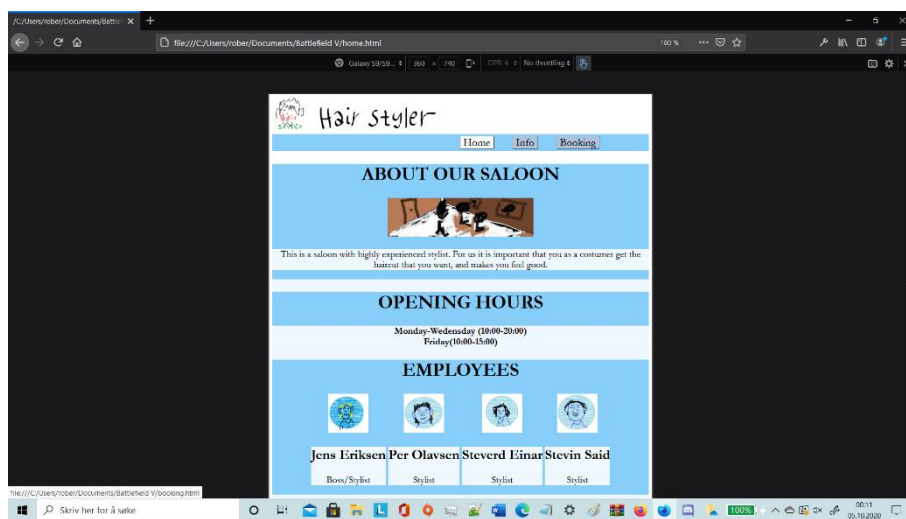 /C:/Users/rober/Documents/Battlef
file:///C:/Users/rober/Documents/Battlefield V/home.html
180 %
Galaxy S9/S9... 360 × 740 DPR: 4 No throttling
Hair Styler
Home Info Booking
ABOUT OUR SALOON
This is a saloon with highly experienced stylist. For us it is important that you as a costumer get the
haircut that you want, and makes you feel good.
OPENING HOURS
Monday-Wedensday (10:00-20:00)
Friday(10:00-15:00)
EMPLOYEES
Jens Eriksen Per Olavsen Steverd Einar Stevin Said
Boss/Stylist Stylist Stylist Stylist
file:///C:/Users/rober/Documents/Battlefield V/booking.html
Skriv her for å søke
100%
00:11
05.10.2020